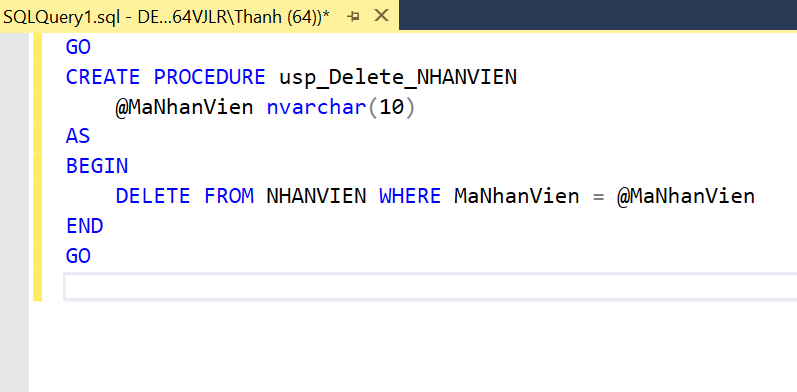 SQLQuery1.sql - DE...64VJLR\Thanh (64))*
GO
CREATE PROCEDURE usp_Delete_NHANVIEN
    @MaNhanVien nvarchar(10)
AS
BEGIN
    DELETE FROM NHANVIEN WHERE MaNhanVien = @MaNhanVien
END
GO